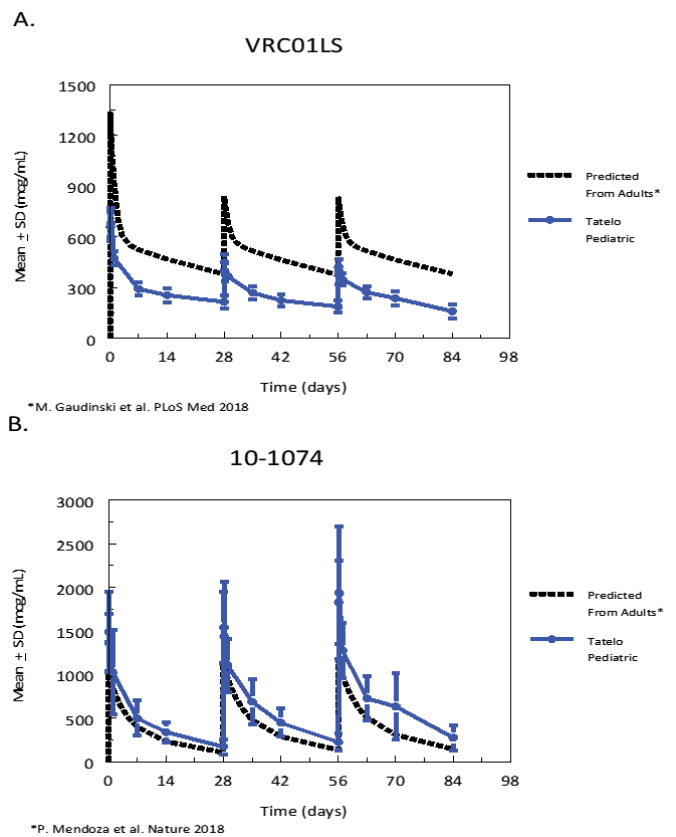 A.
VRC01LS
1500
1200
900
600
300
0
0 14 28 42 56 70 84 98
Mean ± SD (mcg/mL)
Time (days)
Predicted
From Adults*
Tatelo
Pediatric
*M. Gaudinski et al. PLoS Med 2018
B.
10-1074
3000
2500
2000
1500
1000
500
0
0 14 28 42 56 70 84 98
Mean ± SD (mcg/mL)
Time (days)
Predicted
From Adults*
Tatelo
Pediatric
*P. Mendoza et al. Nature 2018